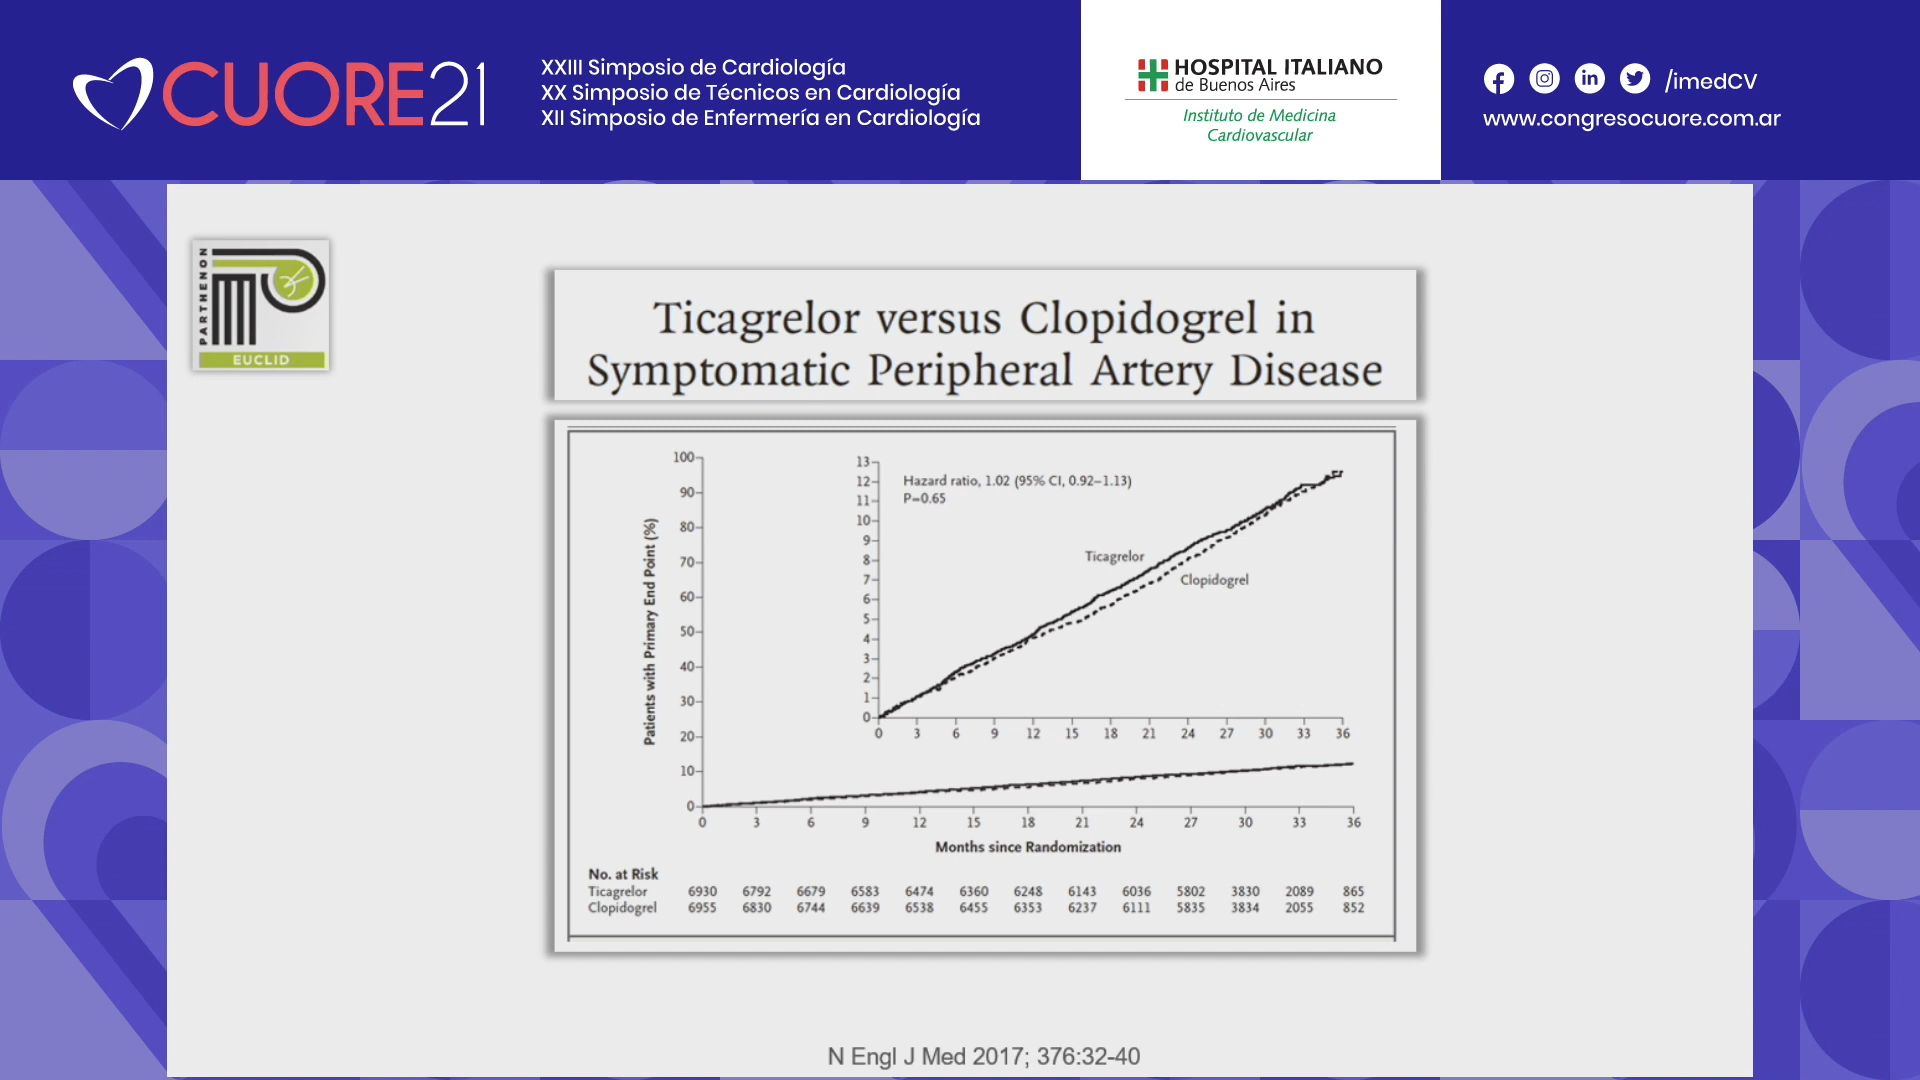 CUORE21
XXIII Simposio de Cardiología
XX Simposio de Técnicos en Cardiología
XII Simposio de Enfermería en Cardiología
HOSPITAL ITALIANO
de Buenos Aires
Instituto de Medicina
Cardiovascular
/imedCV
www.congresocuore.com.ar
PARTHENON
EUCLID
Ticagrelor versus Clopidogrel in
Symptomatic Peripheral Artery Disease
Patients with Primary End Point (%)
100
90
80
70
60
50
40
30
20
10
0
13
12
11
10
9
8
7
6
5
4
3
2
1
0
Hazard ratio, 1.02 (95% CI, 0.92–1.13)
P=0.65
Ticagrelor
Clopidogrel
0 3 6 9 12 15 18 21 24 27 30 33 36
0 3 6 9 12 15 18 21 24 27 30 33 36
Months since Randomization
No. at Risk
Ticagrelor 6930 6792 6679 6583 6474 6360 6248 6143 6036 5802 3830 2089 865
Clopidogrel 6955 6830 6744 6639 6538 6455 6353 6237 6111 5835 3834 2055 852
N Engl J Med 2017; 376:32-40